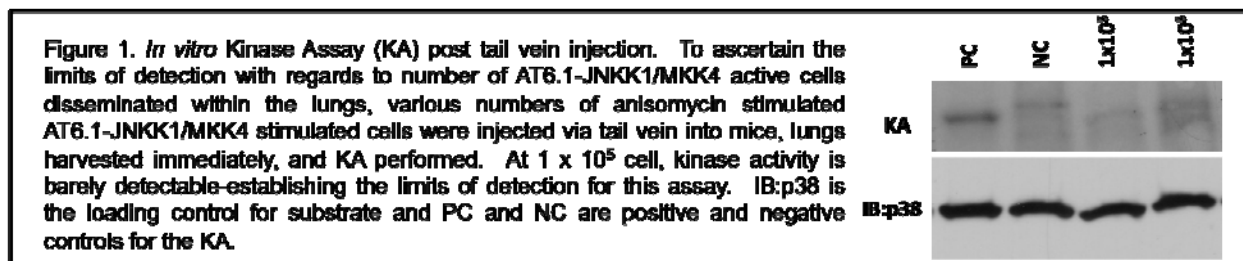 Figure 1. In vitro Kinase Assay (KA) post tail vein injection. To ascertain the
limits of detection with regards to number of AT6.1-JNKK1/MKK4 active cells
disseminated within the lungs, various numbers of anisomycin stimulated
AT6.1-JNKK1/MKK4 stimulated cells were injected via tail vein into mice, lungs
harvested immediately, and KA performed. At 1 x 10⁵ cell, kinase activity is
barely detectable-establishing the limits of detection for this assay. IB:p38 is
the loading control for substrate and PC and NC are positive and negative
controls for the KA.
PC NC 1x10 1x10
KA
IB:p38